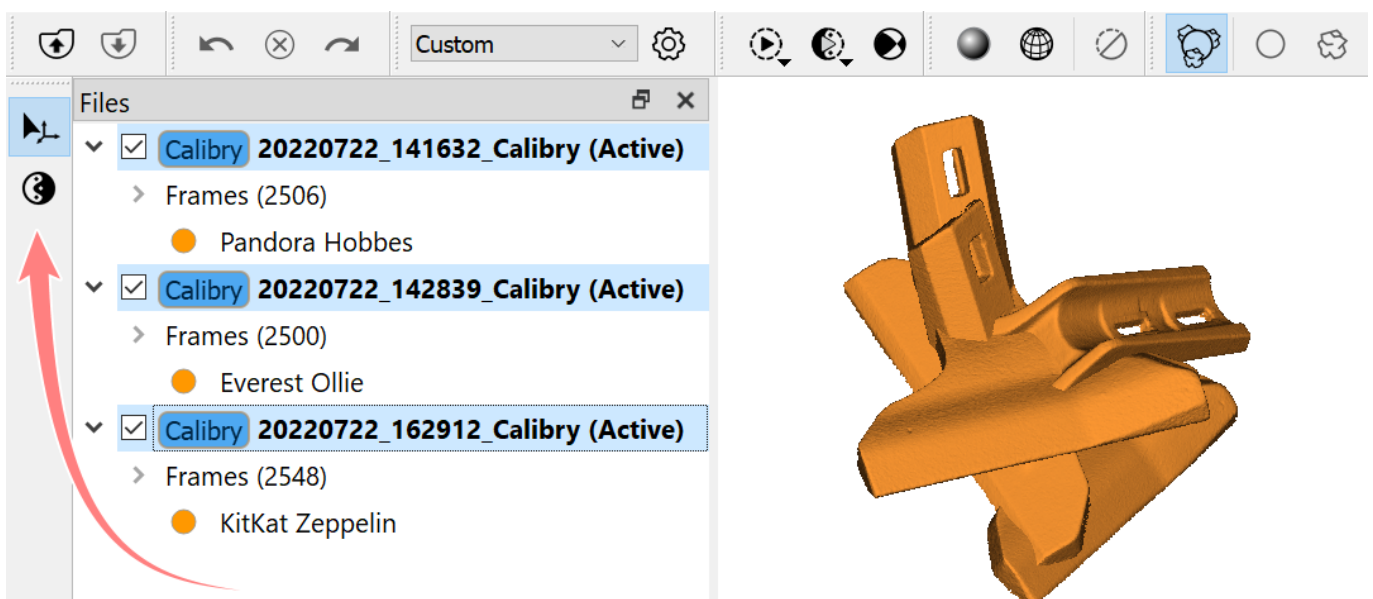 Custom
Files
Calibry 20220722_141632_Calibry (Active)
Frames (2506)
Pandora Hobbes
Calibry 20220722_142839_Calibry (Active)
Frames (2500)
Everest Ollie
Calibry 20220722_162912_Calibry (Active)
Frames (2548)
KitKat Zeppelin